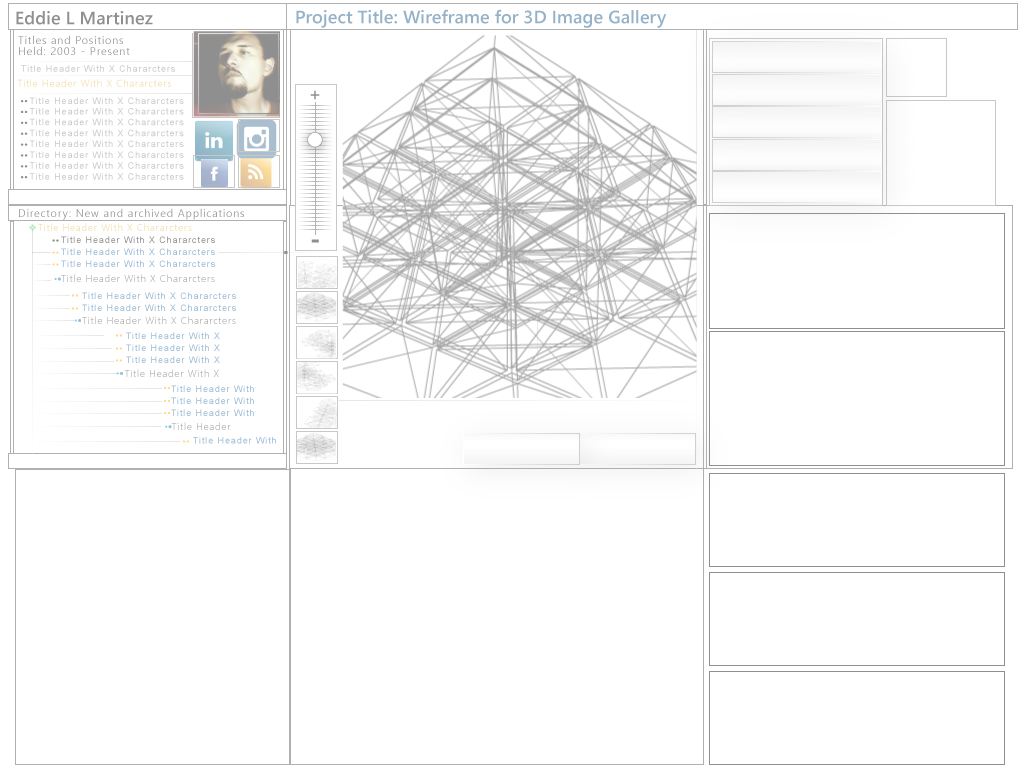 Eddie L Martinez
Project Title: Wireframe for 3D Image Gallery
Titles and Positions
Held: 2003 - Present
Title Header With X Chararcters
Title Header With X Chararcters
Title Header With X Chararcters
Title Header With X Chararcters
Title Header With X Chararcters
Title Header With X Chararcters
Title Header With X Chararcters
Title Header With X Chararcters
Title Header With X Chararcters
Title Header With X Chararcters
in
f
+
-
Directory: New and archived Applications
Title Header With X Chararcters
Title Header With X Chararcters
Title Header With X Chararcters
Title Header With X Chararcters
Title Header With X Chararcters
Title Header With X Chararcters
Title Header With X Chararcters
Title Header With X Chararcters
Title Header With X
Title Header With X
Title Header With X
Title Header With X
Title Header With
Title Header With
Title Header With
Title Header
Title Header With